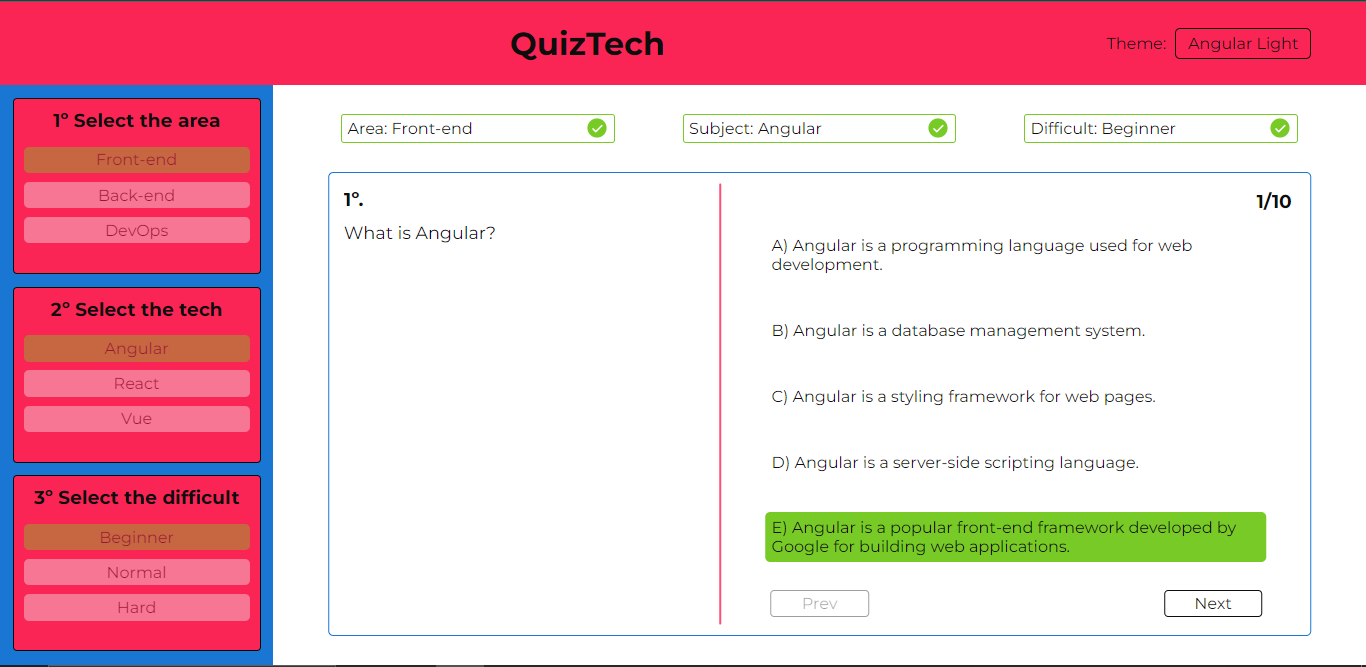 QuizTech
Theme: Angular Light
1º Select the area
Front-end
Back-end
DevOps
2º Select the tech
Angular
React
Vue
3º Select the difficult
Beginner
Normal
Hard
Area: Front-end
Subject: Angular
Difficult: Beginner
1º.
What is Angular?
1/10
A) Angular is a programming language used for web
development.
B) Angular is a database management system.
C) Angular is a styling framework for web pages.
D) Angular is a server-side scripting language.
E) Angular is a popular front-end framework developed by
Google for building web applications.
Prev
Next